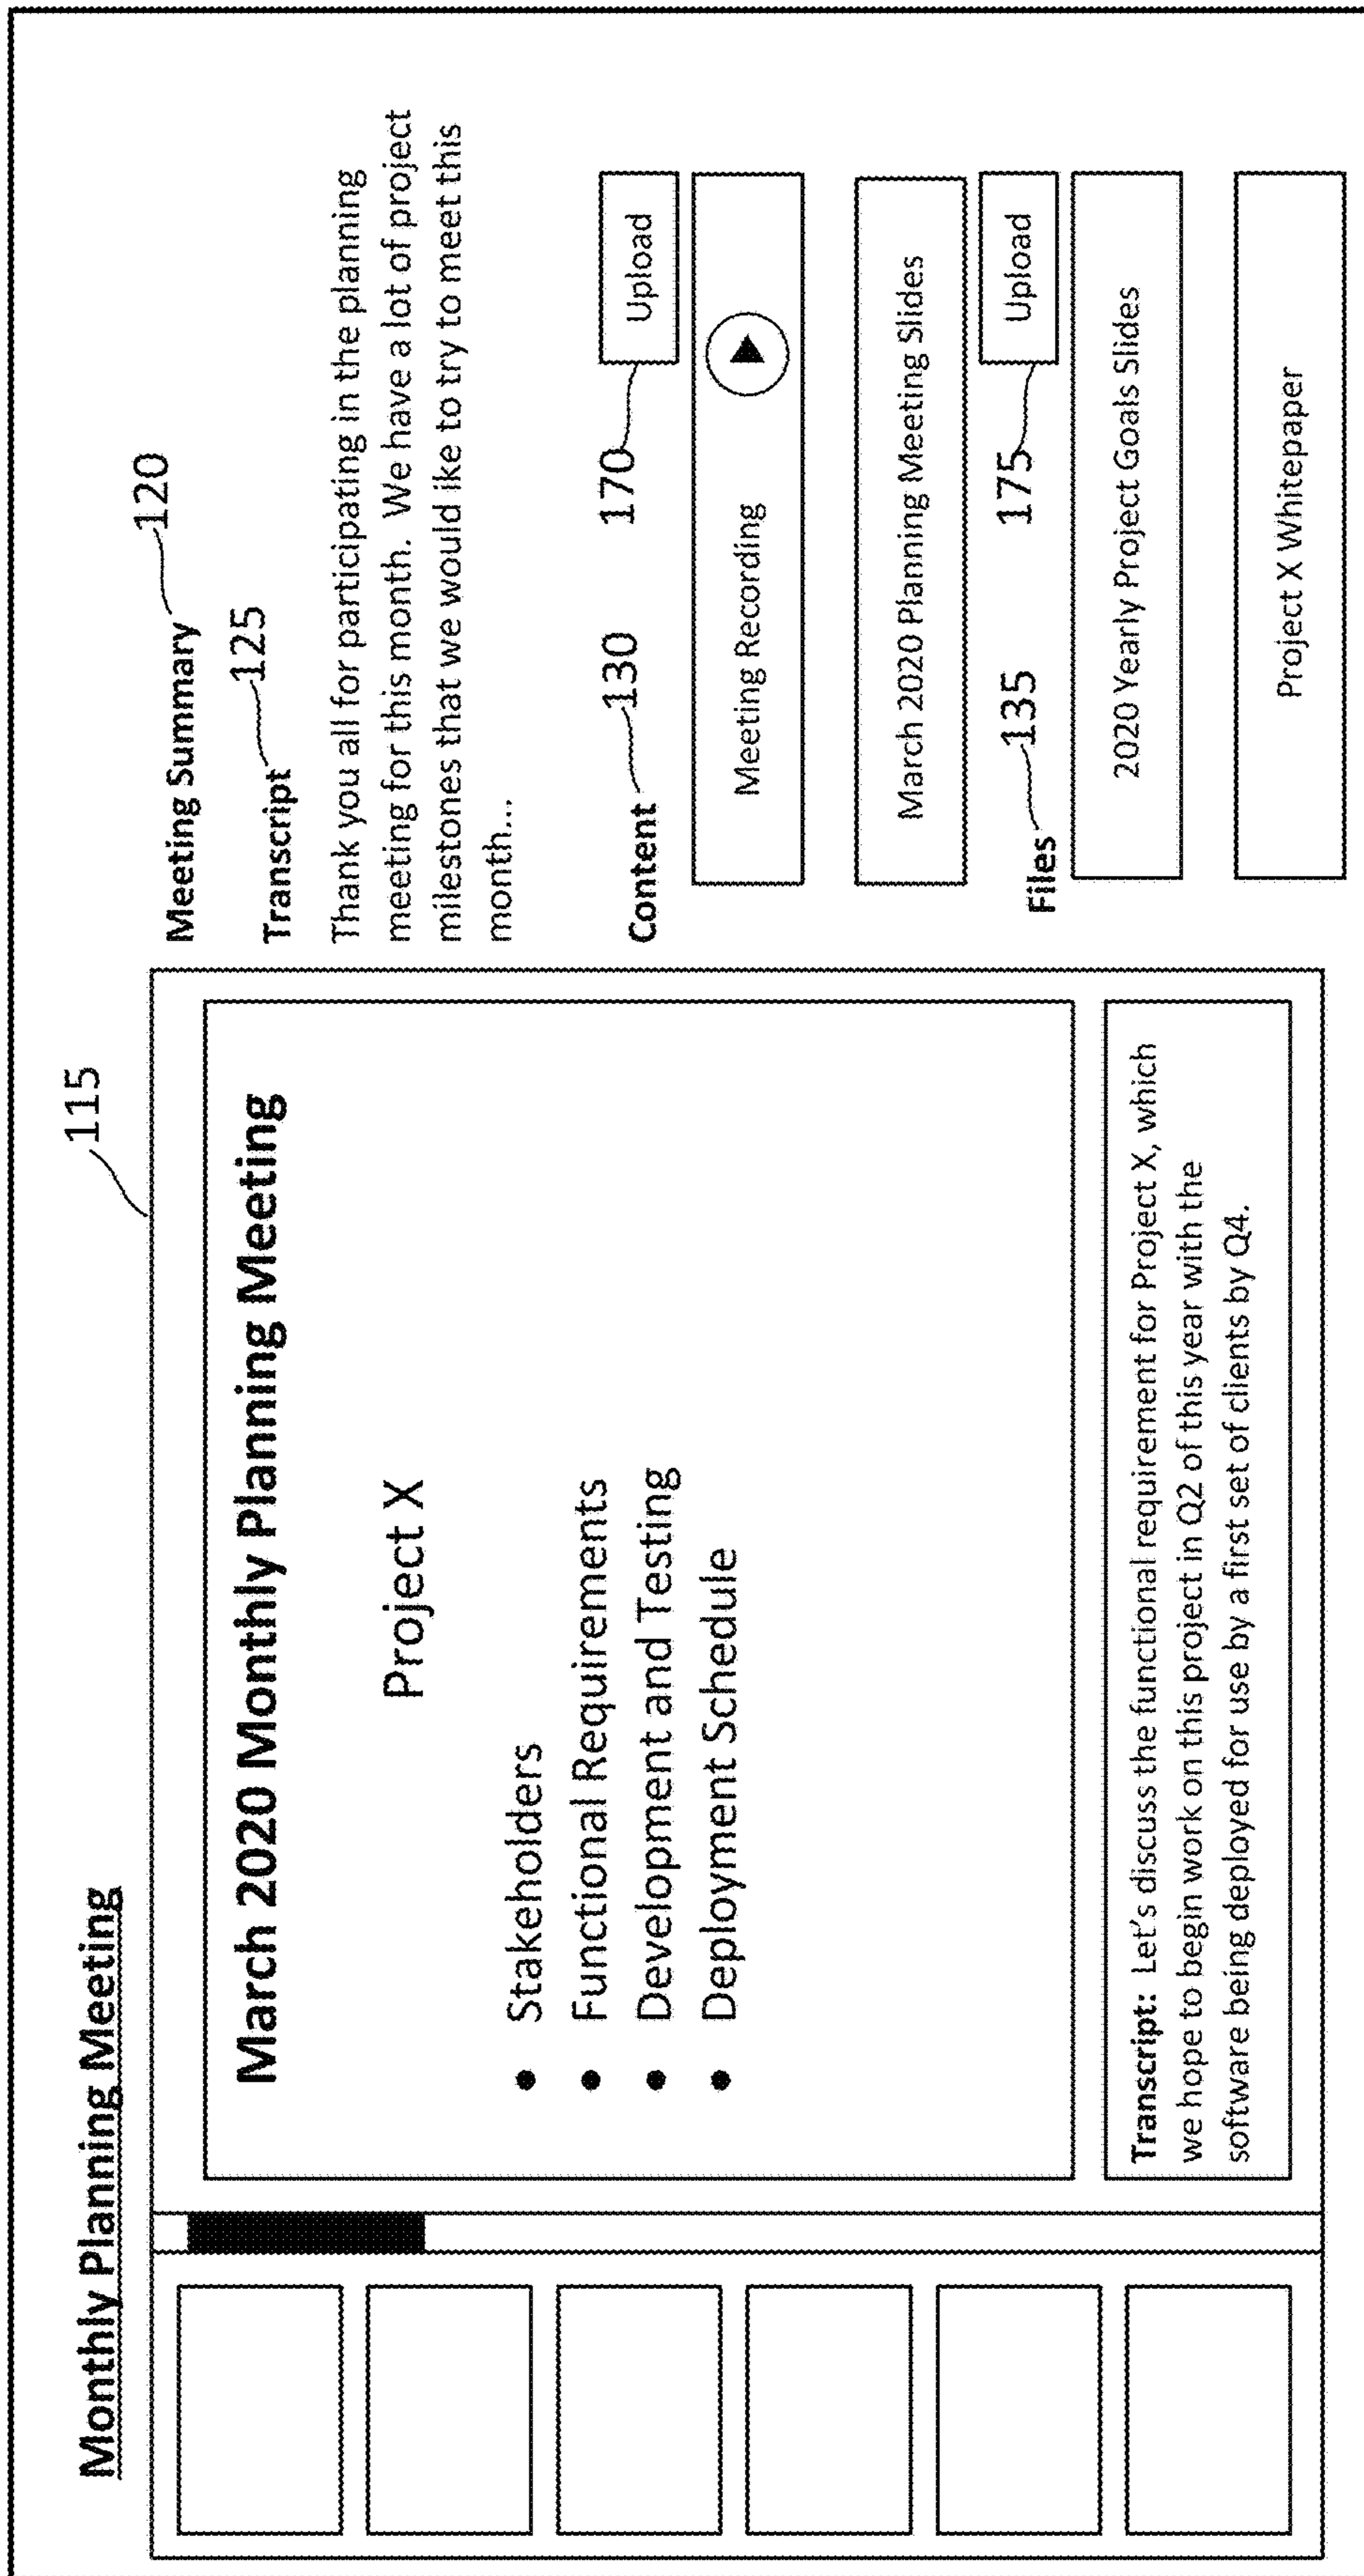 Monthly Planning Meeting
115
March 2020 Monthly Planning Meeting
Project X
• Stakeholders
• Functional Requirements
• Development and Testing
• Deployment Schedule
Transcript: Let's discuss the functional requirement for Project X, which
we hope to begin work on this project in Q2 of this year with the
software being deployed for use by a first set of clients by Q4.
Meeting Summary 120
Transcript 125
Thank you all for participating in the planning
meeting for this month. We have a lot of project
milestones that we would like to try to meet this
month...
Content 130 170 Upload
Meeting Recording
March 2020 Planning Meeting Slides
Files 135 175 Upload
2020 Yearly Project Goals Slides
Project X Whitepaper